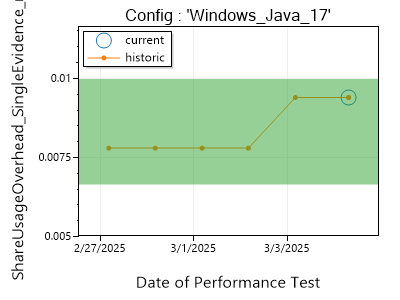 Config : 'Windows_Java_17'
current
historic
0.01
0.0075
0.005
ShareUsageOverhead_SingleEvidence_
2/27/2025
3/1/2025
3/3/2025
Date of Performance Test